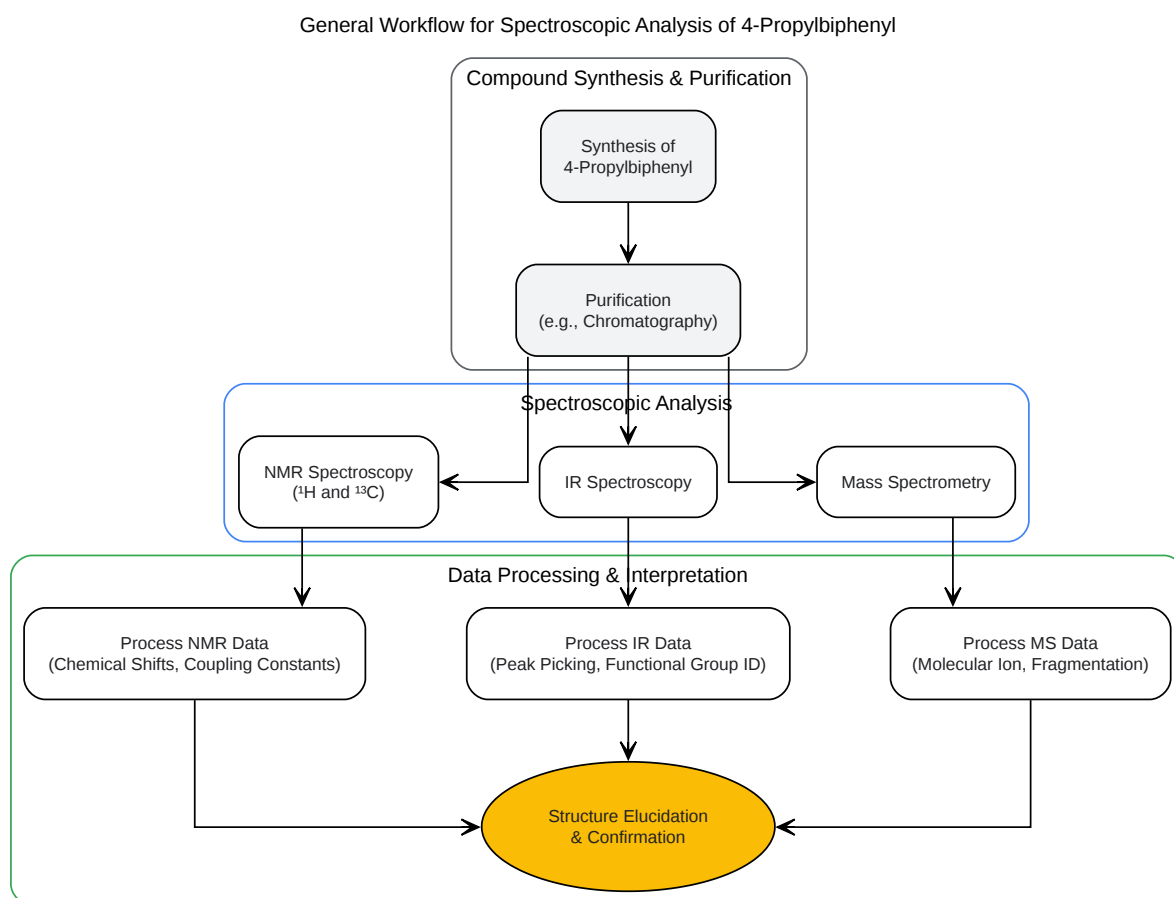 General Workflow for Spectroscopic Analysis of 4-Propylbiphenyl
Compound Synthesis & Purification
Synthesis of
4-Propylbiphenyl
Purification
(e.g., Chromatography)
Spectroscopic Analysis
NMR Spectroscopy
(¹H and ¹³C)
IR Spectroscopy
Mass Spectrometry
Data Processing & Interpretation
Process NMR Data
(Chemical Shifts, Coupling Constants)
Process IR Data
(Peak Picking, Functional Group ID)
Process MS Data
(Molecular Ion, Fragmentation)
Structure Elucidation
& Confirmation